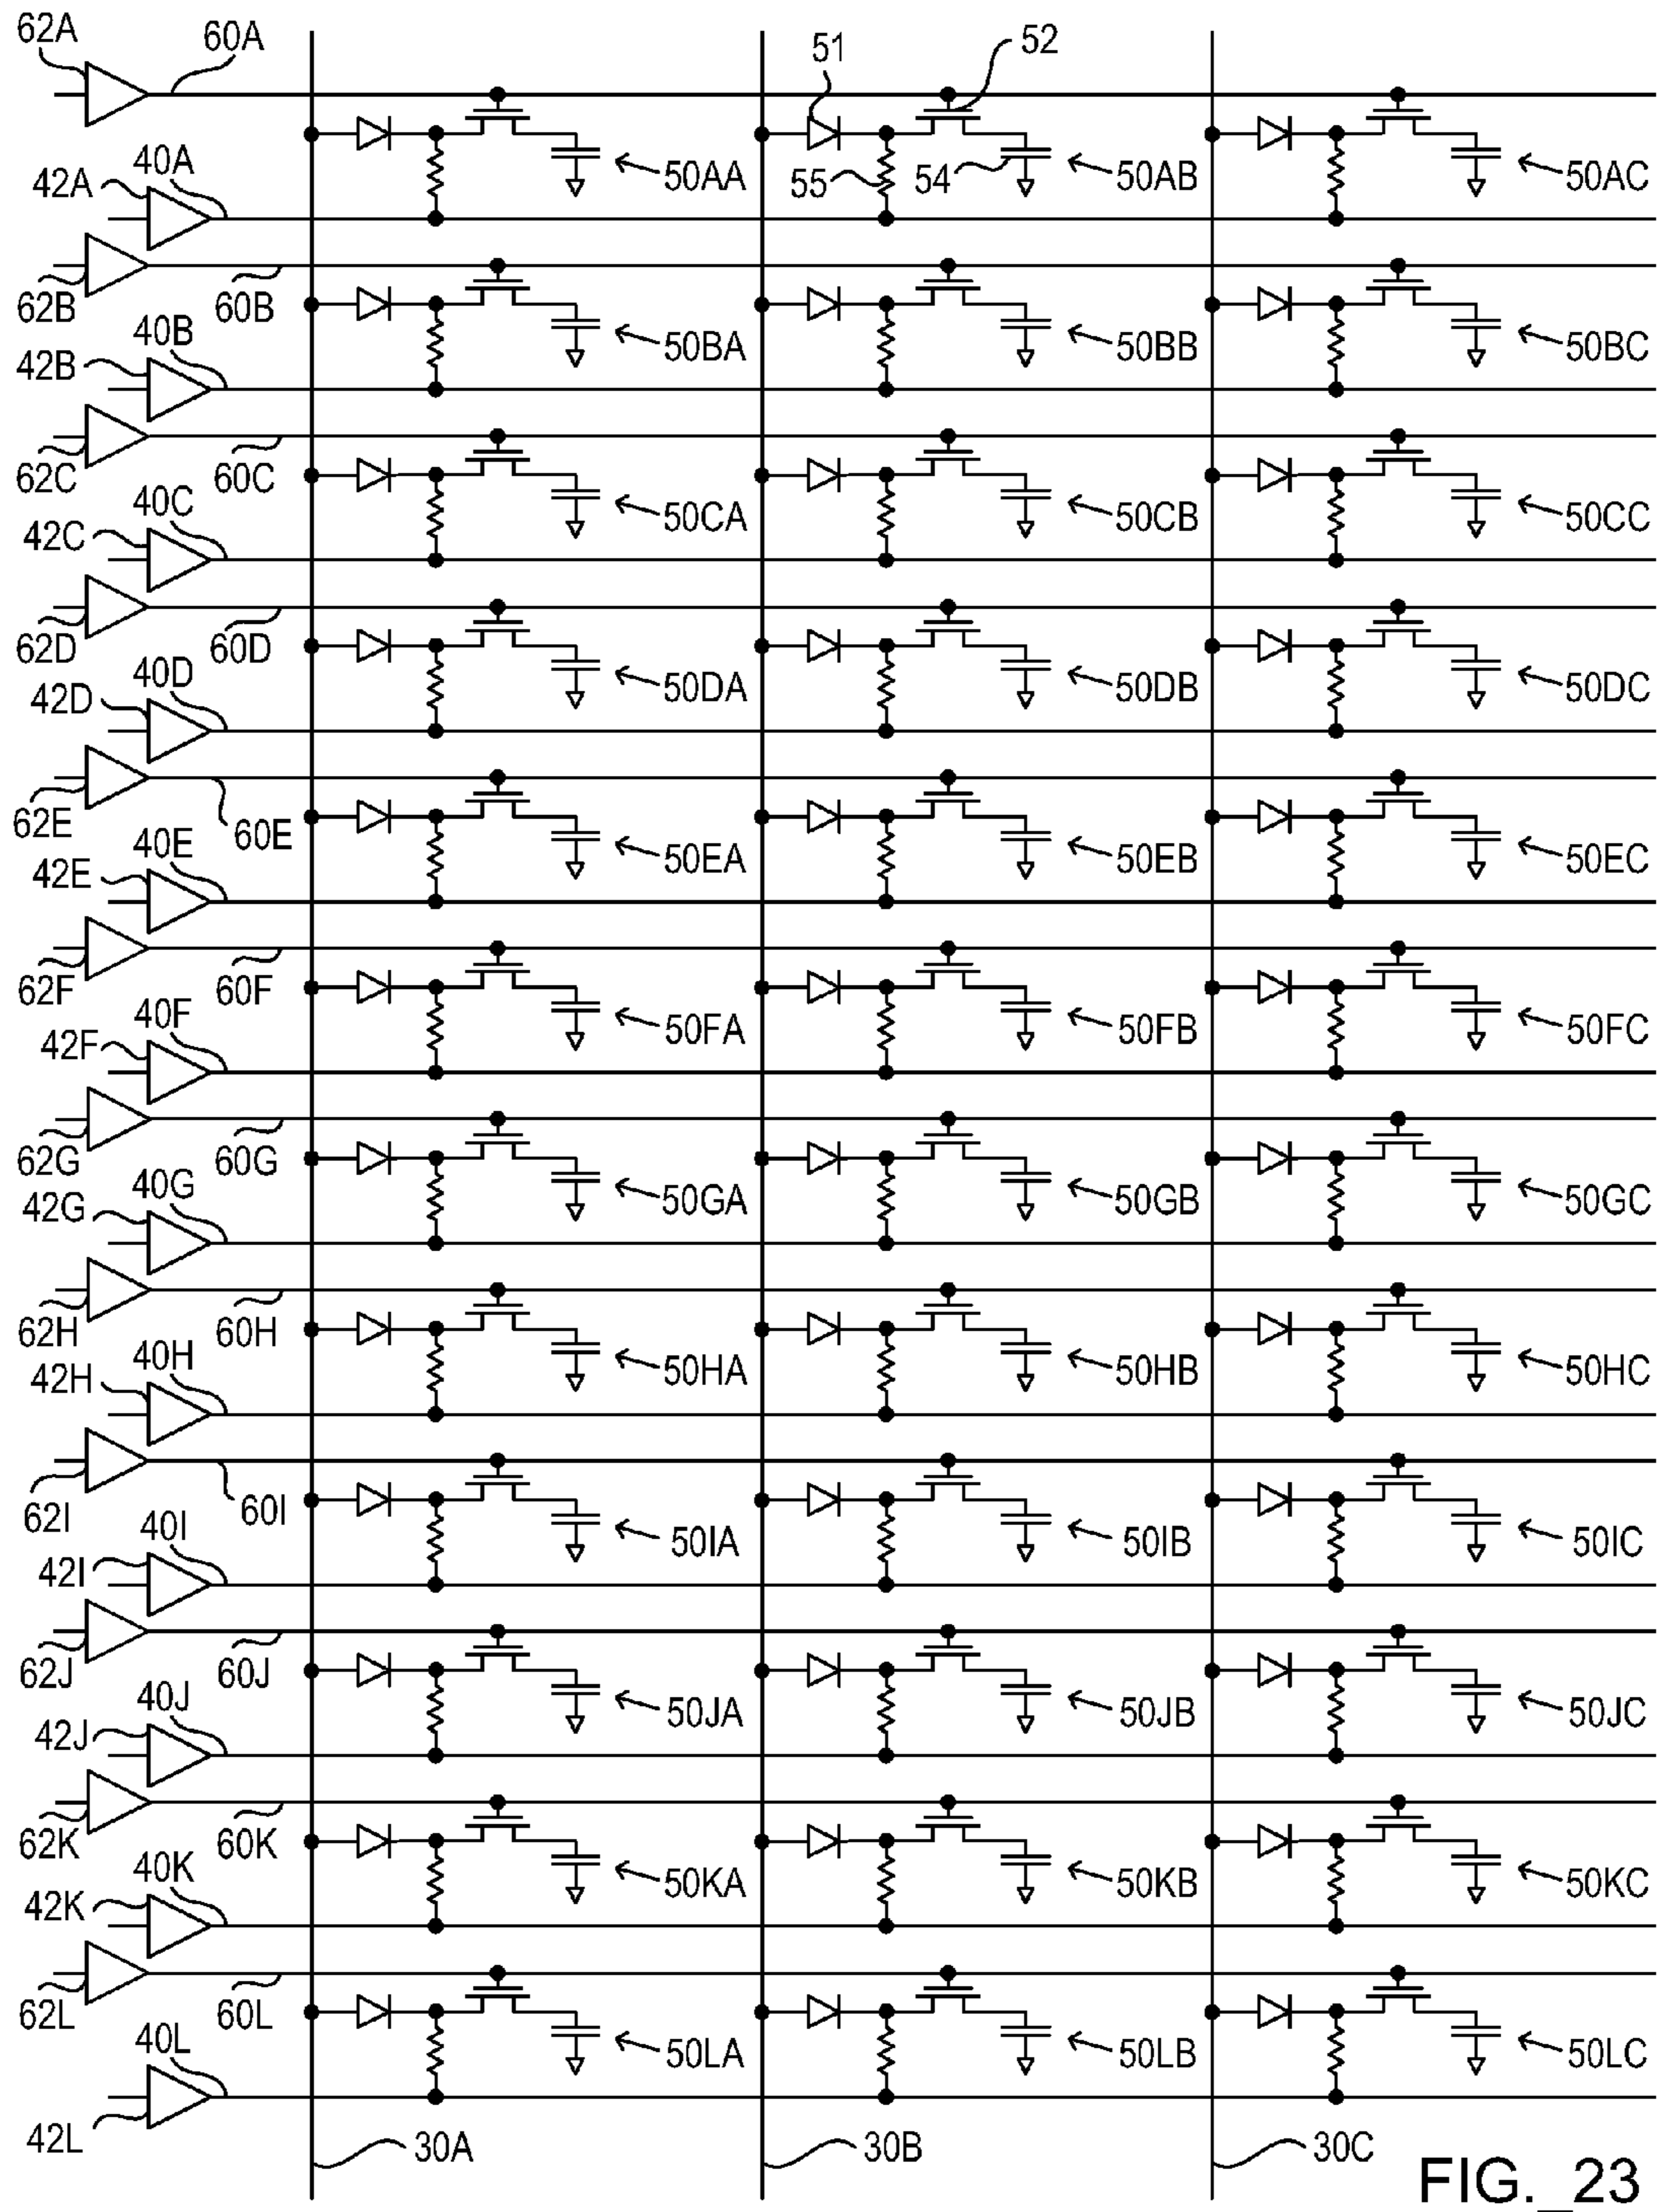 62A 60A 51 52
42A 40A 55 54 50AA 50AB 50AC
62B 60B
42B 40B 50BA 50BB 50BC
62C 60C
42C 40C 50CA 50CB 50CC
62D 60D
42D 40D 50DA 50DB 50DC
62E 60E
42E 40E 50EA 50EB 50EC
62F 60F
42F 40F 50FA 50FB 50FC
62G 60G
42G 40G 50GA 50GB 50GC
62H 60H
42H 40H 50HA 50HB 50HC
62I 60I
42I 40I 50IA 50IB 50IC
62J 60J
42J 40J 50JA 50JB 50JC
62K 60K
42K 40K 50KA 50KB 50KC
62L 60L
40L 50LA 50LB 50LC
42L 30A 30B 30C
FIG._23